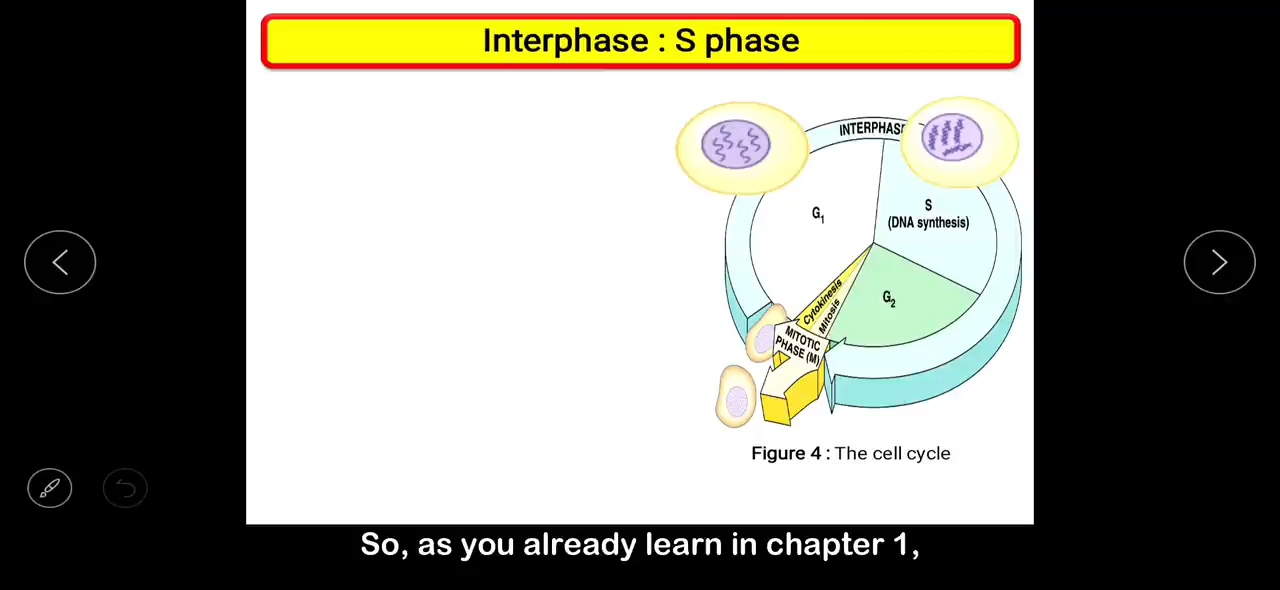 Interphase : S phase
INTERPHASE
G1
S
(DNA synthesis)
G2
Cytokinesis
Mitosis
MITOTIC
PHASE (M)
Figure 4 : The cell cycle
So, as you already learn in chapter 1,